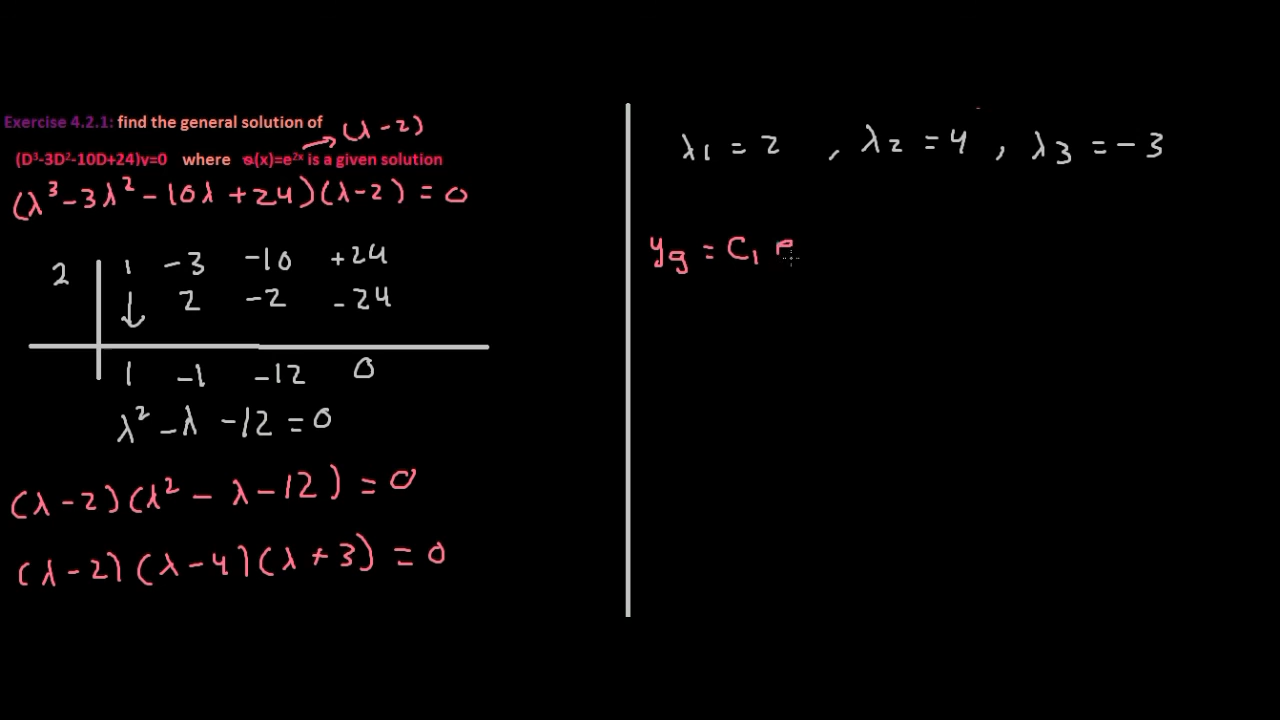 Exercise 4.2.1: find the general solution of
(λ-2)
(D³-3D²-10D+24)y=0 where s(x)=e²ˣ is a given solution
(λ³-3λ²-10λ+24)(λ-2)=0
2 1 -3 -10 +24
↓ 2 -2 -24
1 -1 -12 0
λ²-λ-12=0
(λ-2)(λ²-λ-12)=0
(λ-2)(λ-4)(λ+3)=0
λ1=2 , λ2=4 , λ3=-3
yg=C₁